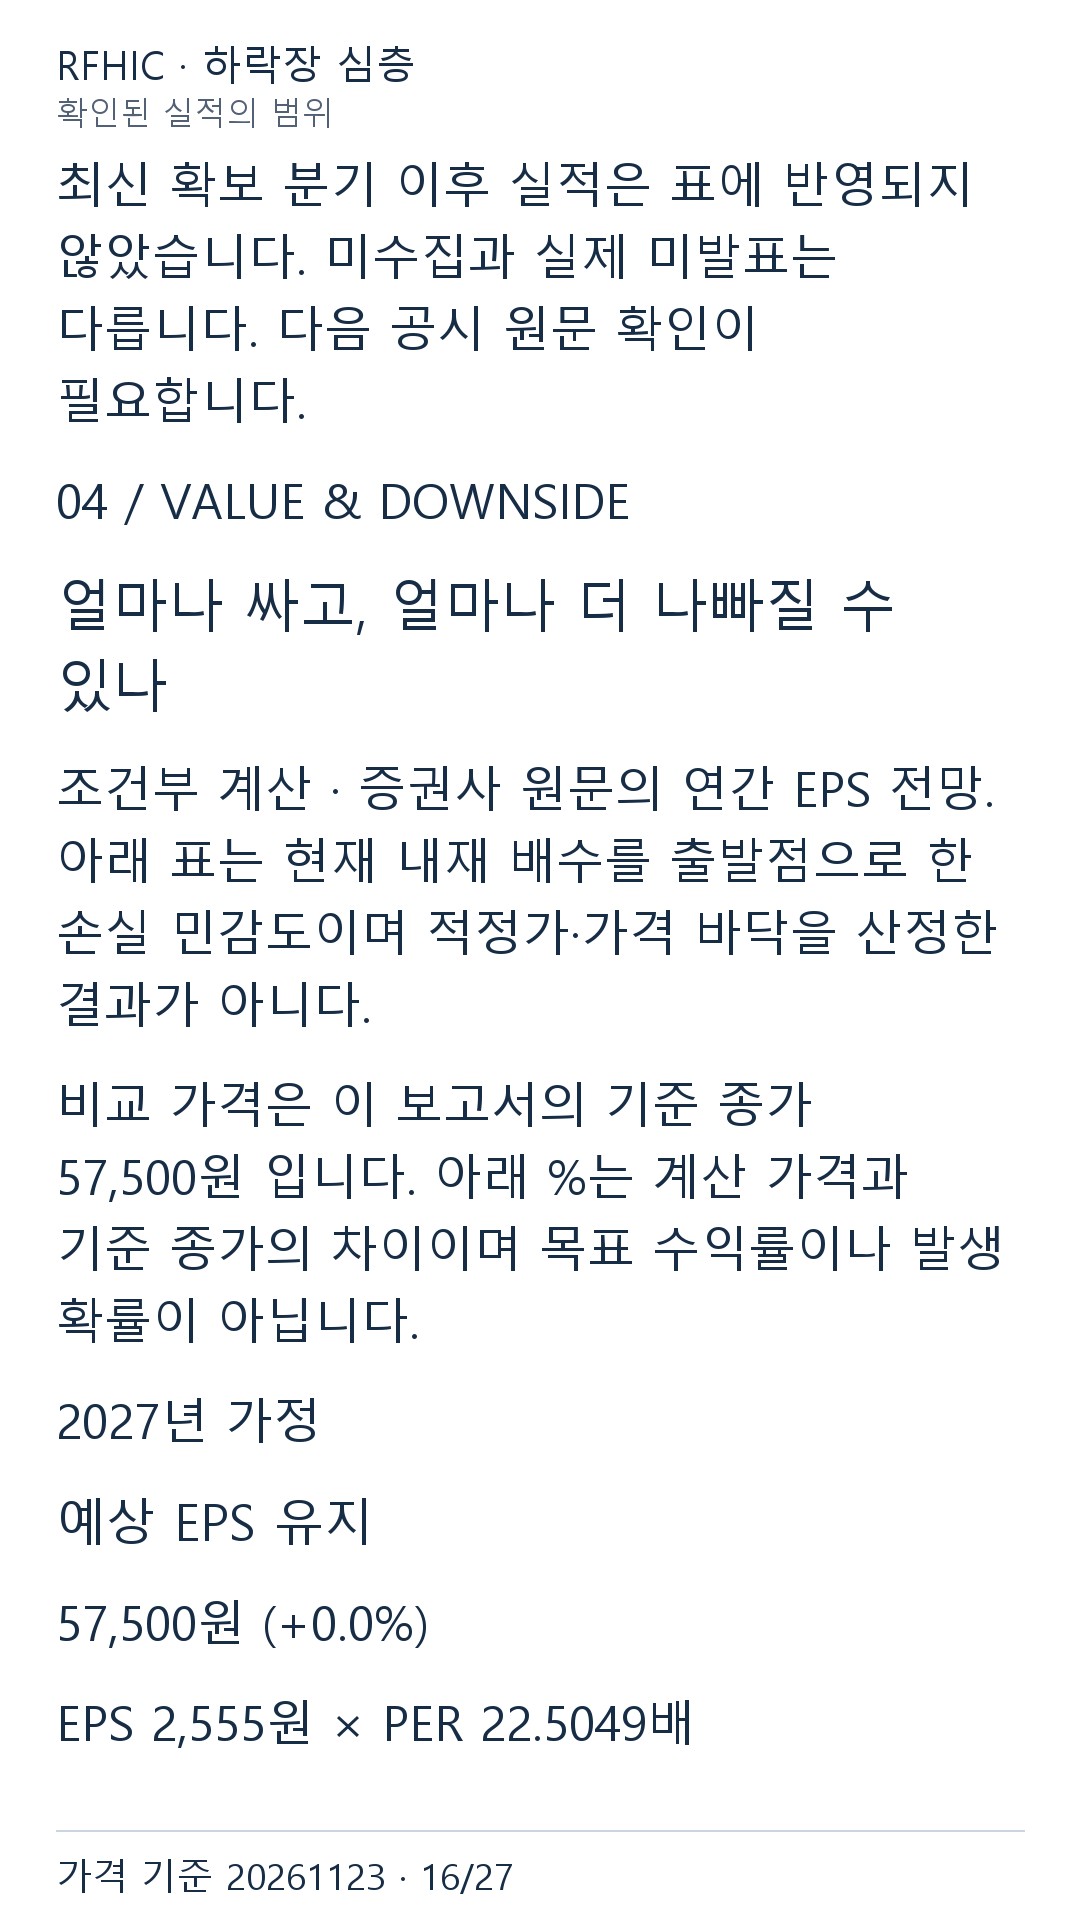 RFHIC · 하락장 심층
확인된 실적의 범위
최신 확보 분기 이후 실적은 표에 반영되지
않았습니다. 미수집과 실제 미발표는
다릅니다. 다음 공시 원문 확인이
필요합니다.
04 / VALUE & DOWNSIDE
얼마나 싸고, 얼마나 더 나빠질 수
있나
조건부 계산 · 증권사 원문의 연간 EPS 전망.
아래 표는 현재 내재 배수를 출발점으로 한
손실 민감도이며 적정가·가격 바닥을 산정한
결과가 아니다.
비교 가격은 이 보고서의 기준 종가
57,500원 입니다. 아래 %는 계산 가격과
기준 종가의 차이이며 목표 수익률이나 발생
확률이 아닙니다.
2027년 가정
예상 EPS 유지
57,500원 (+0.0%)
EPS 2,555원 × PER 22.5049배
가격 기준 20261123 · 16/27